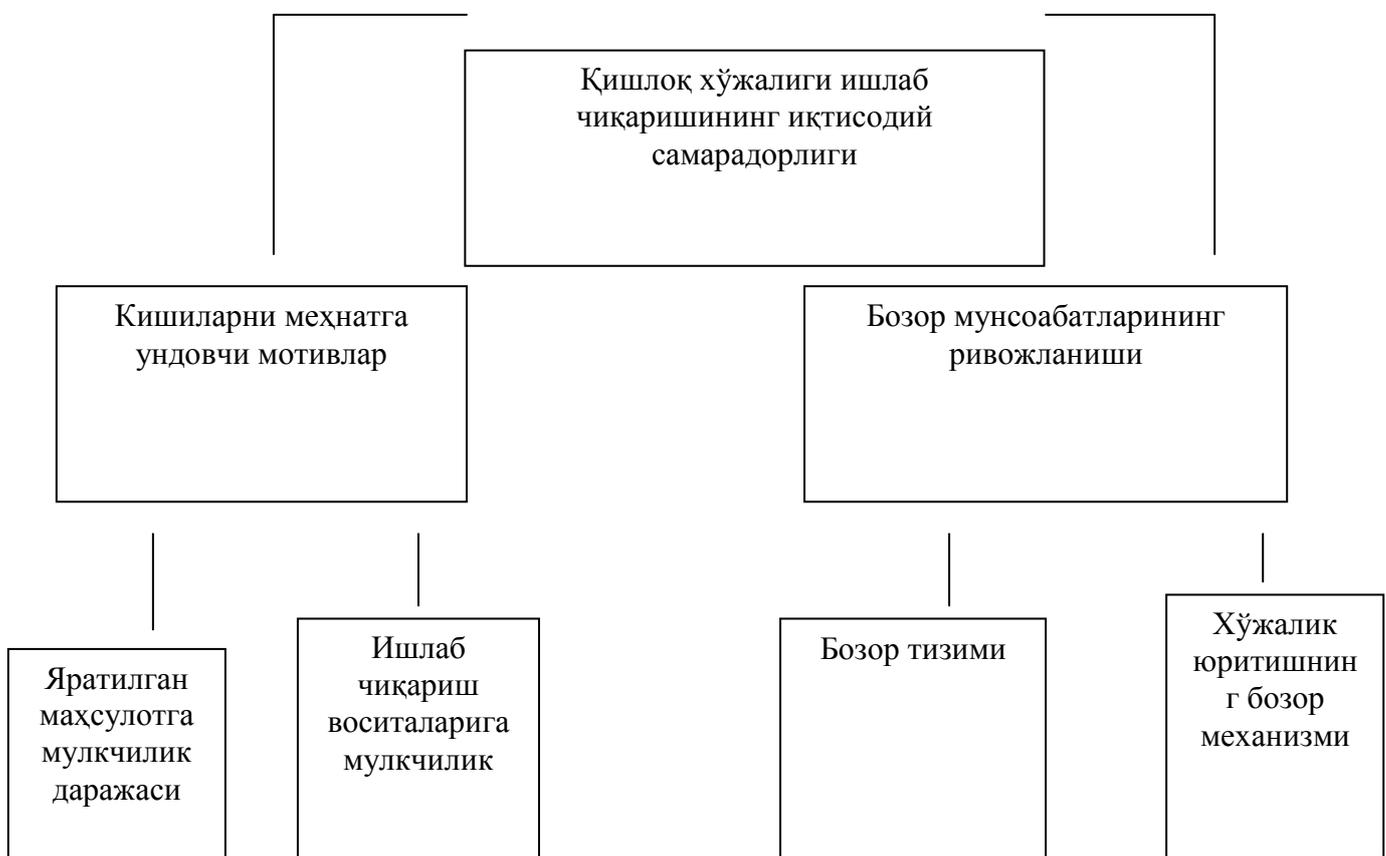 Қишлоқ хўжалиги ишлаб
чиқаришининг иқтисодий
самарадорлиги
Кишиларни меҳнатга
ундовчи мотивлар
Бозор мунсоабатларининг
ривожланиши
Яратилган
маҳсулотга
мулкчилик
даражаси
Ишлаб
чиқариш
воситаларига
мулкчилик
Бозор тизими
Хўжалик
юритишнин
г бозор
механизми